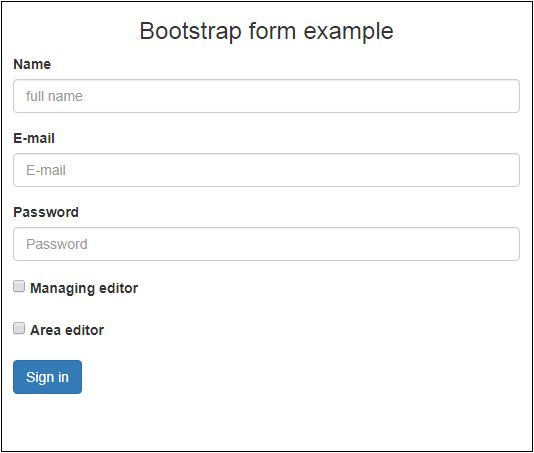 Bootstrap form example
Name
full name
E-mail
E-mail
Password
Password
Managing editor
Area editor
Sign in